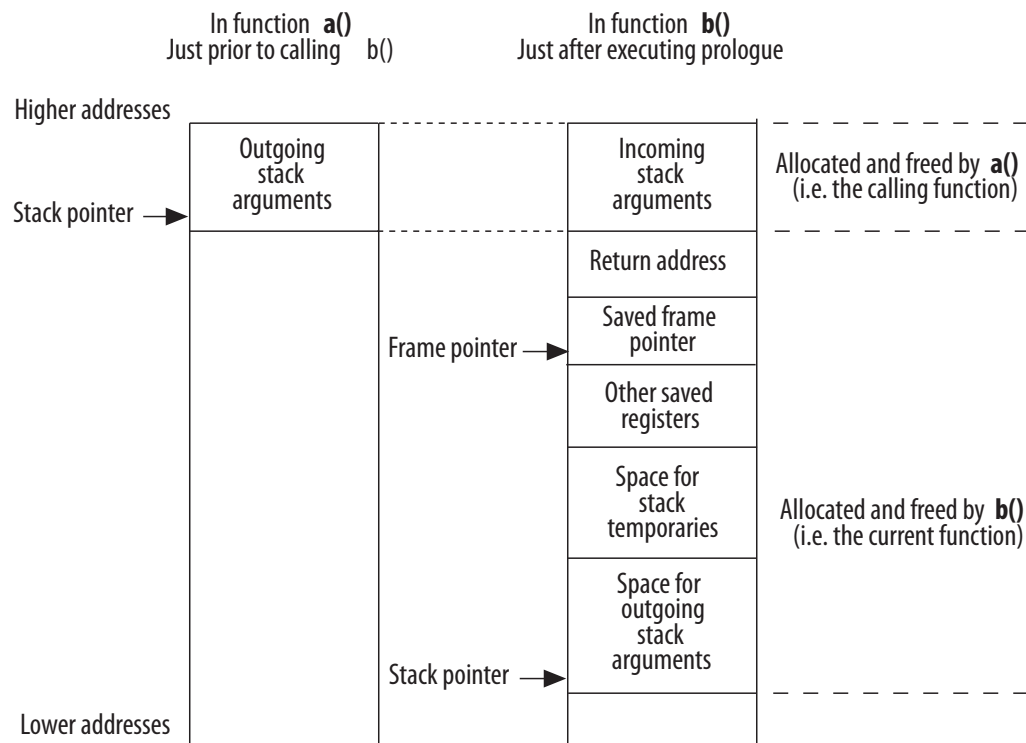 In function a()
Just prior to calling b()
In function b()
Just after executing prologue
Higher addresses
Outgoing
stack
arguments
Incoming
stack
arguments
Allocated and freed by a()
(i.e. the calling function)
Stack pointer
Return address
Saved frame
pointer
Frame pointer
Other saved
registers
Space for
stack
temporaries
Allocated and freed by b()
(i.e. the current function)
Space for
outgoing
stack
arguments
Stack pointer
Lower addresses